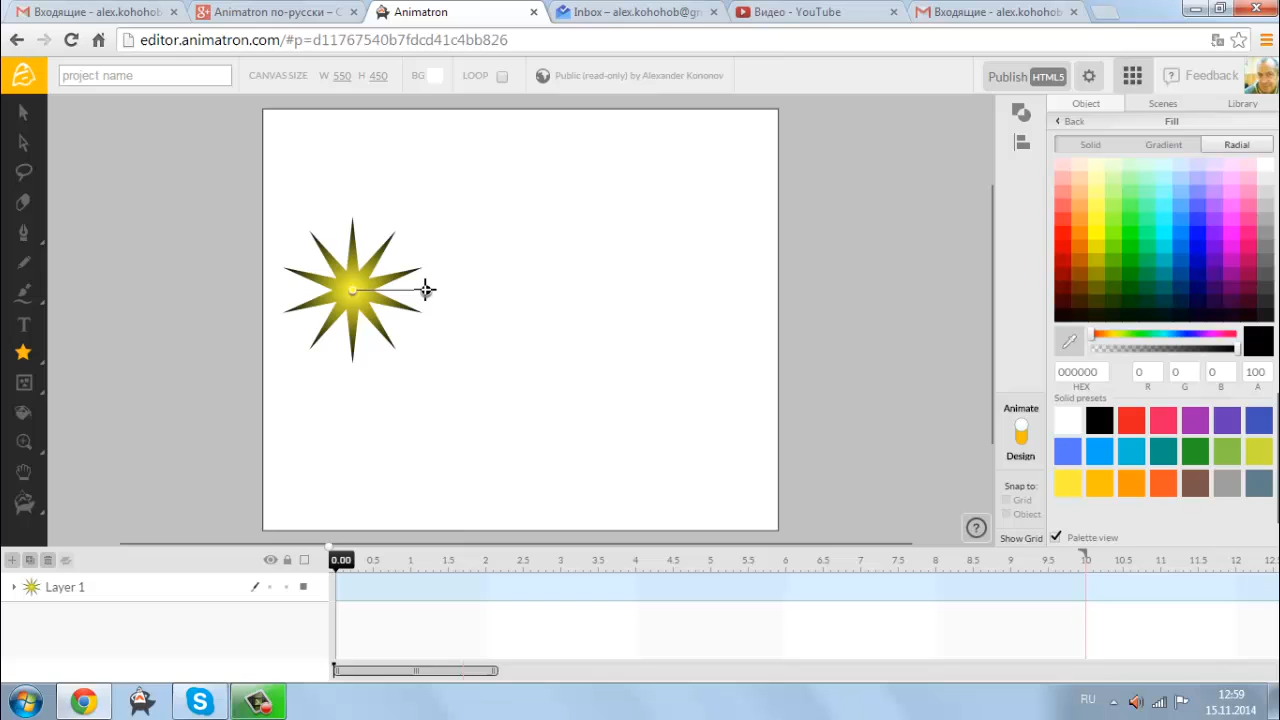 Входящие - alex.kohohob
Animatron по-русски – С
Animatron
Inbox – alex.kohohob@gr
Видео - YouTube
Входящие - alex.kohohob
editor.animatron.com/#p=d11767540b7fdcd41c4bb826
project name
CANVAS SIZE W 550 H 450 BG LOOP Public (read-only) by Alexander Kononov
Publish HTML5 Feedback
Object Scenes Library
Back Fill
Solid Gradient Radial
000000 0 0 0 100
HEX R G B A
Solid presets
Animate
Design
Snap to:
Grid
Object
Show Grid
Palette view
0.00 0.5 1 1.5 2 2.5 3 3.5 4 4.5 5 5.5 6 6.5 7 7.5 8 8.5 9 9.5 10 10.5 11 11.5 12 12.5
Layer 1
RU
12:59
15.11.2014